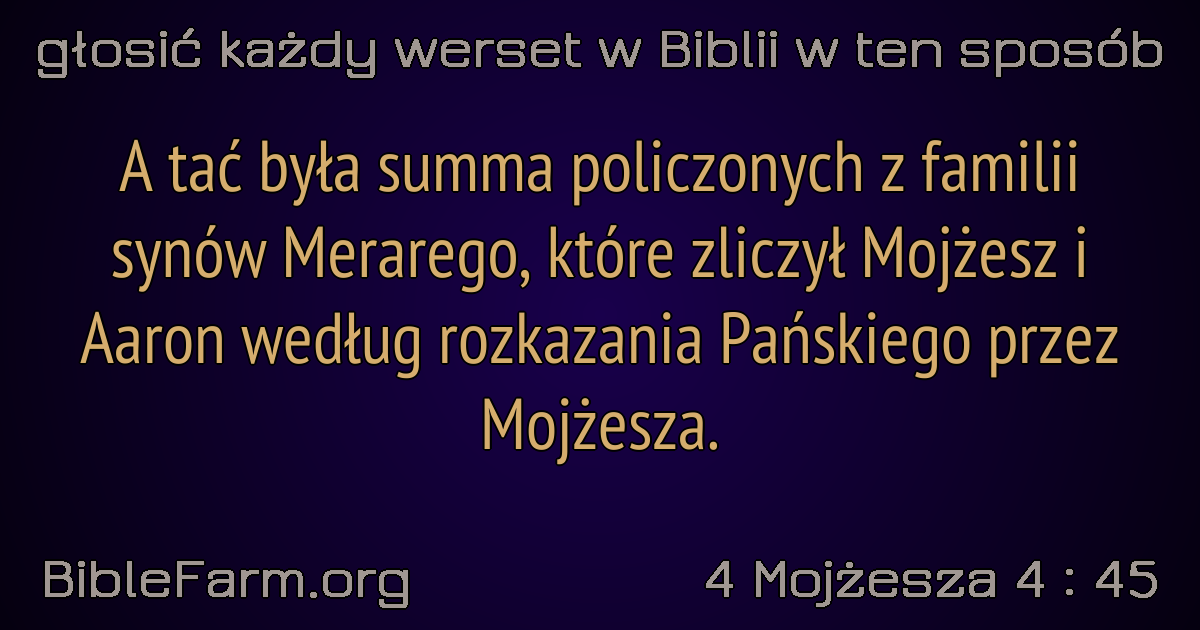 głosić każdy werset w Biblii w ten sposób
A tać była summa policzonych z familii
synów Merarego, które zliczył Mojżesz i
Aaron według rozkazania Pańskiego przez
Mojżesza.
BibleFarm.org
4 Mojżesza 4 : 45